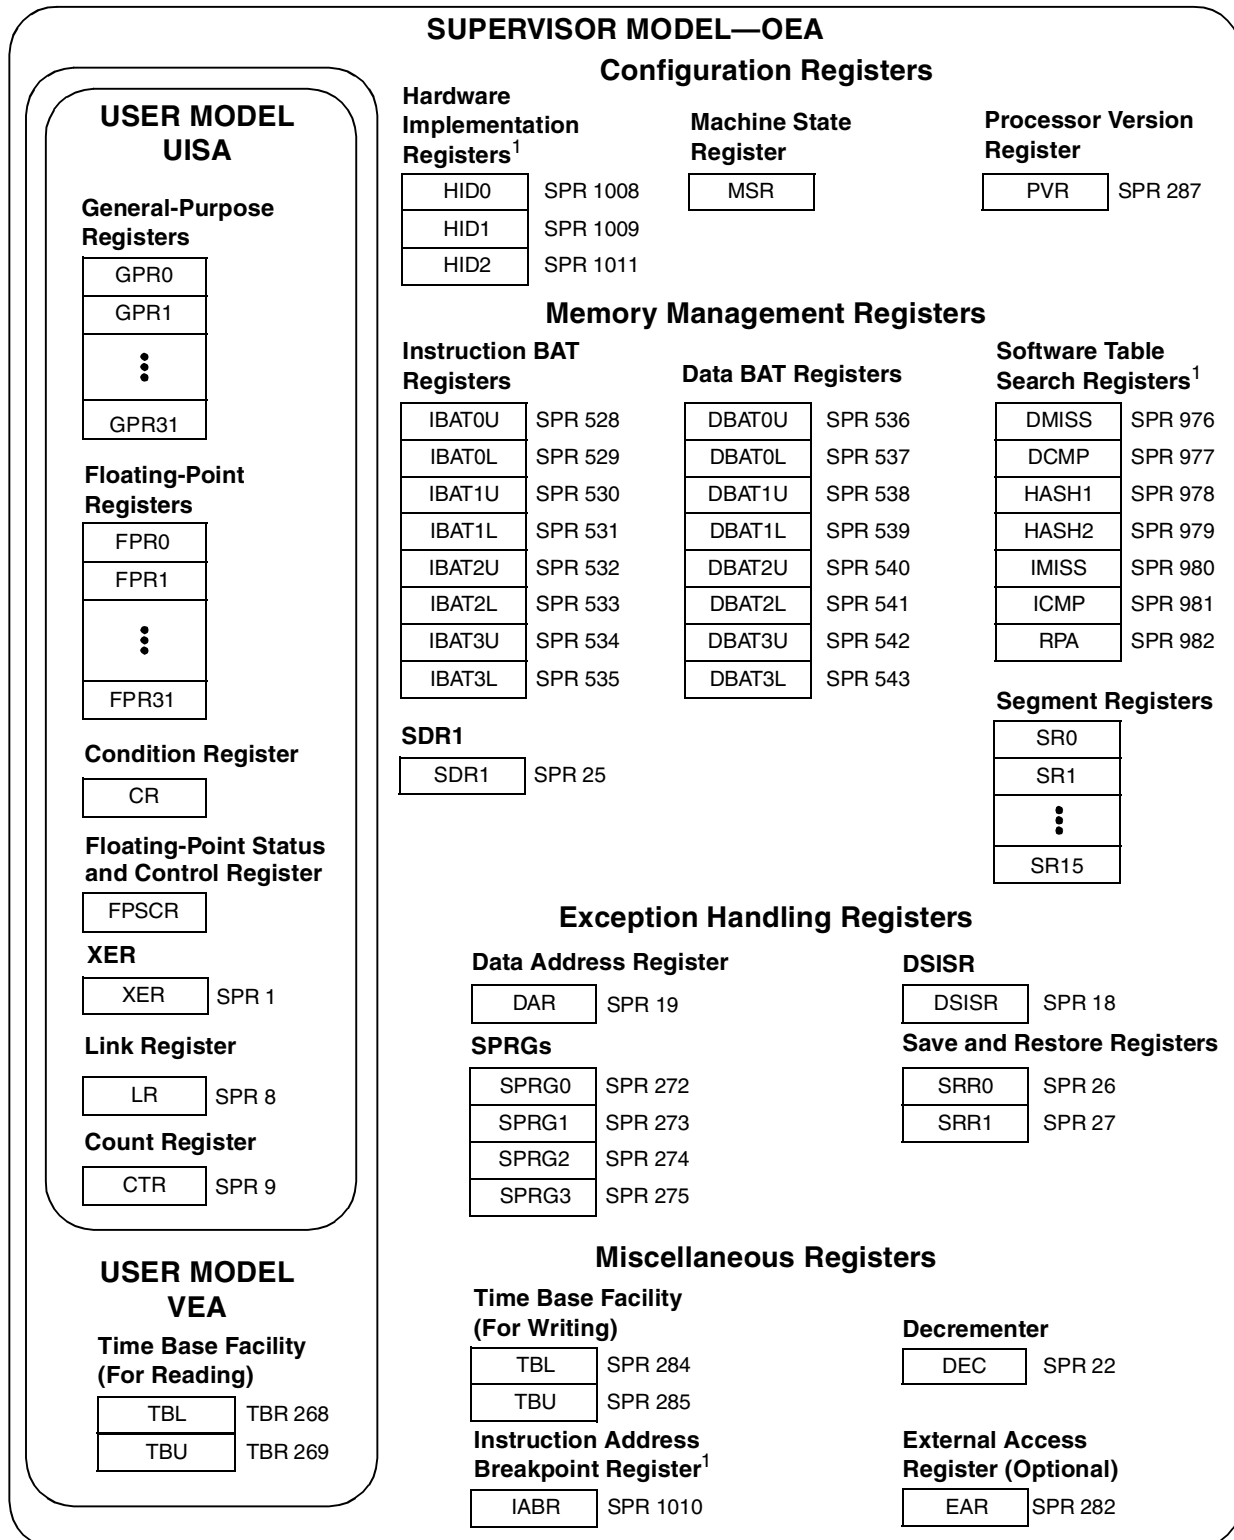 SUPERVISOR MODEL—OEA
USER MODEL
UISA
General-Purpose
Registers
GPR0
GPR1
GPR31
Floating-Point
Registers
FPR0
FPR1
FPR31
Condition Register
CR
Floating-Point Status
and Control Register
FPSCR
XER
XER SPR 1
Link Register
LR SPR 8
Count Register
CTR SPR 9
USER MODEL
VEA
Time Base Facility
(For Reading)
TBL TBR 268
TBU TBR 269
Configuration Registers
Hardware
Implementation
Registers1
HID0 SPR 1008
HID1 SPR 1009
HID2 SPR 1011
Machine State
Register
MSR
Processor Version
Register
PVR SPR 287
Memory Management Registers
Instruction BAT
Registers
IBAT0U SPR 528
IBAT0L SPR 529
IBAT1U SPR 530
IBAT1L SPR 531
IBAT2U SPR 532
IBAT2L SPR 533
IBAT3U SPR 534
IBAT3L SPR 535
Data BAT Registers
DBAT0U SPR 536
DBAT0L SPR 537
DBAT1U SPR 538
DBAT1L SPR 539
DBAT2U SPR 540
DBAT2L SPR 541
DBAT3U SPR 542
DBAT3L SPR 543
Software Table
Search Registers1
DMISS SPR 976
DCMP SPR 977
HASH1 SPR 978
HASH2 SPR 979
IMISS SPR 980
ICMP SPR 981
RPA SPR 982
SDR1
SDR1 SPR 25
Segment Registers
SR0
SR1
SR15
Exception Handling Registers
Data Address Register
DAR SPR 19
DSISR
DSISR SPR 18
SPRGs
SPRG0 SPR 272
SPRG1 SPR 273
SPRG2 SPR 274
SPRG3 SPR 275
Save and Restore Registers
SRR0 SPR 26
SRR1 SPR 27
Miscellaneous Registers
Time Base Facility
(For Writing)
TBL SPR 284
TBU SPR 285
Decrementer
DEC SPR 22
Instruction Address
Breakpoint Register1
IABR SPR 1010
External Access
Register (Optional)
EAR SPR 282